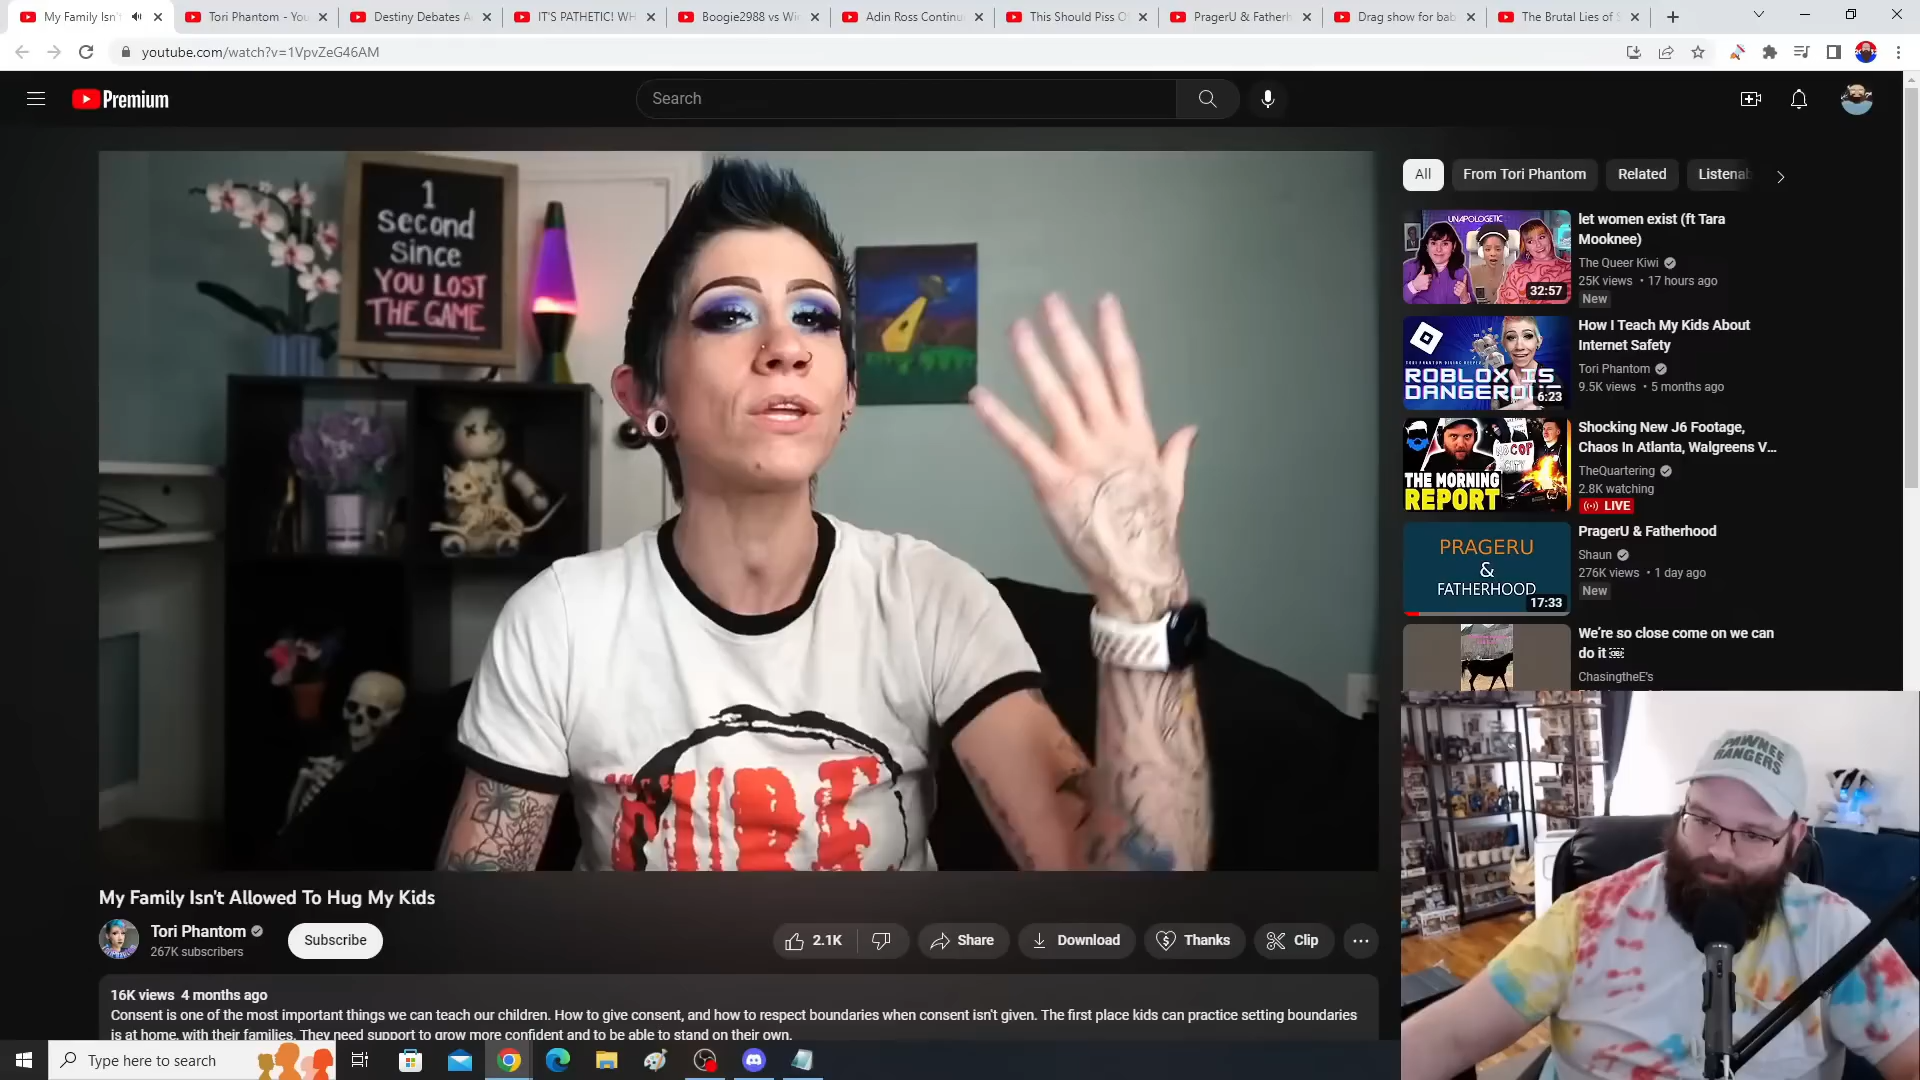 My Family Isn'
Tori Phantom - You
Destiny Debates A
IT'S PATHETIC! WH
Boogie2988 vs Wi
Adin Ross Continu
This Should Piss O
PragerU & Fatherh
Drag show for bab
The Brutal Lies of S
youtube.com/watch?v=1VpvZeG46AM
Premium
Search
1
second
since
YOU LOST
THE GAME
All
From Tori Phantom
Related
Listenab
UNAPOLOGETIC
32:57
let women exist (ft Tara
Mooknee)
The Queer Kiwi
25K views • 17 hours ago
New
TORI PHANTOM DIVING DEEPER
ROBLOX IS
DANGEROUS
6:23
How I Teach My Kids About
Internet Safety
Tori Phantom
9.5K views • 5 months ago
NO COP
CITY
THE MORNING
REPORT
Shocking New J6 Footage,
Chaos In Atlanta, Walgreens V...
TheQuartering
2.8K watching
LIVE
PRAGERU
&
FATHERHOOD
17:33
PragerU & Fatherhood
Shaun
276K views • 1 day ago
New
We're so close come on we can
do it
ChasingtheE's
PAWNEE
RANGERS
My Family Isn't Allowed To Hug My Kids
Tori Phantom
267K subscribers
Subscribe
2.1K
Share
Download
Thanks
Clip
16K views 4 months ago
Consent is one of the most important things we can teach our children. How to give consent, and how to respect boundaries when consent isn't given. The first place kids can practice setting boundaries
is at home, with their families. They need support to grow more confident and to be able to stand on their own.
Type here to search